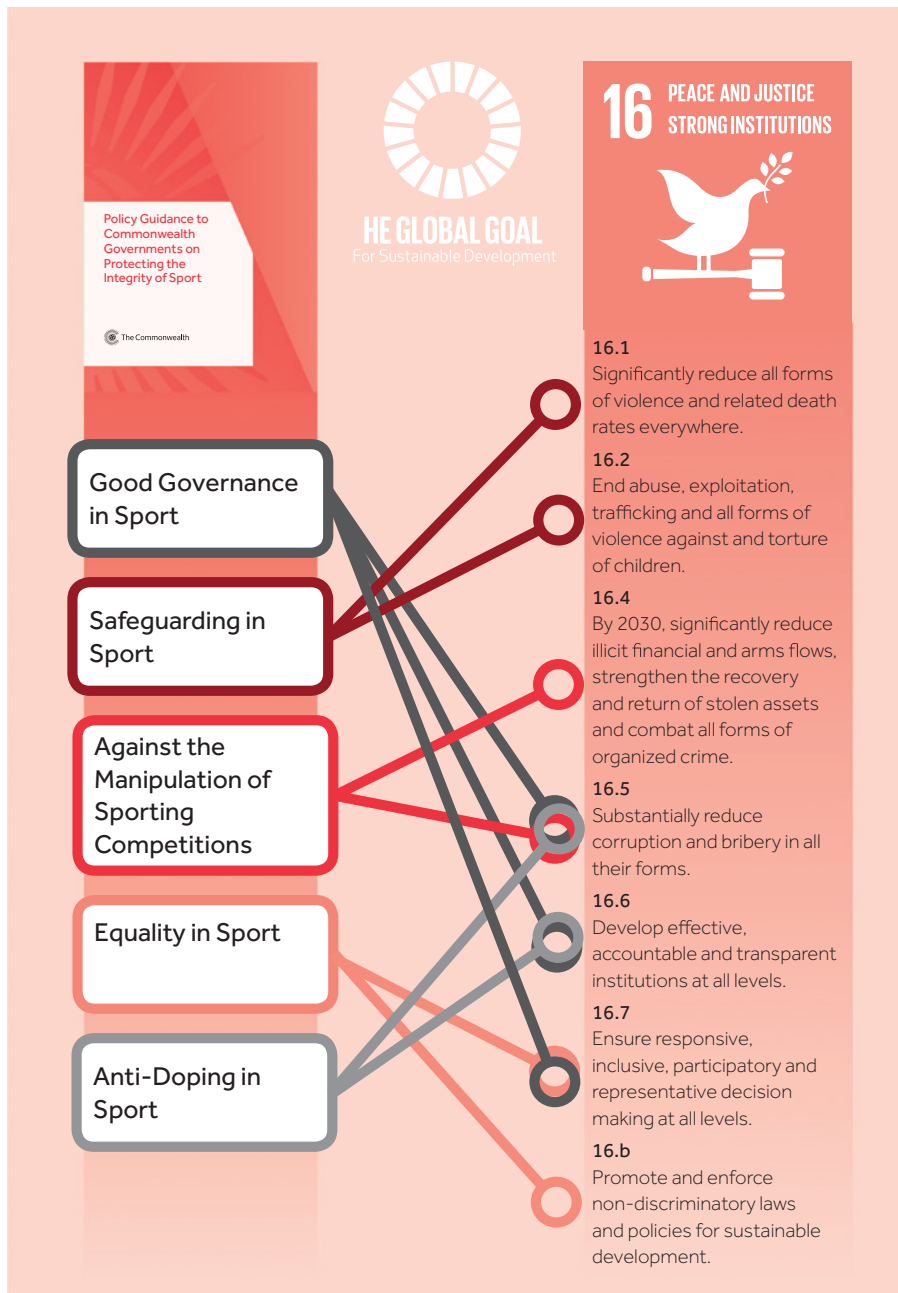 Policy Guidance to
Commonwealth
Governments on
Protecting the
Integrity of Sport
The Commonwealth
HE GLOBAL GOAL
For Sustainable Development
16 PEACE AND JUSTICE
STRONG INSTITUTIONS
Good Governance
in Sport
Safeguarding in
Sport
Against the
Manipulation of
Sporting
Competitions
Equality in Sport
Anti-Doping in
Sport
16.1
Significantly reduce all forms
of violence and related death
rates everywhere.
16.2
End abuse, exploitation,
trafficking and all forms of
violence against and torture
of children.
16.4
By 2030, significantly reduce
illicit financial and arms flows,
strengthen the recovery
and return of stolen assets
and combat all forms of
organized crime.
16.5
Substantially reduce
corruption and bribery in all
their forms.
16.6
Develop effective,
accountable and transparent
institutions at all levels.
16.7
Ensure responsive,
inclusive, participatory and
representative decision
making at all levels.
16.b
Promote and enforce
non-discriminatory laws
and policies for sustainable
development.